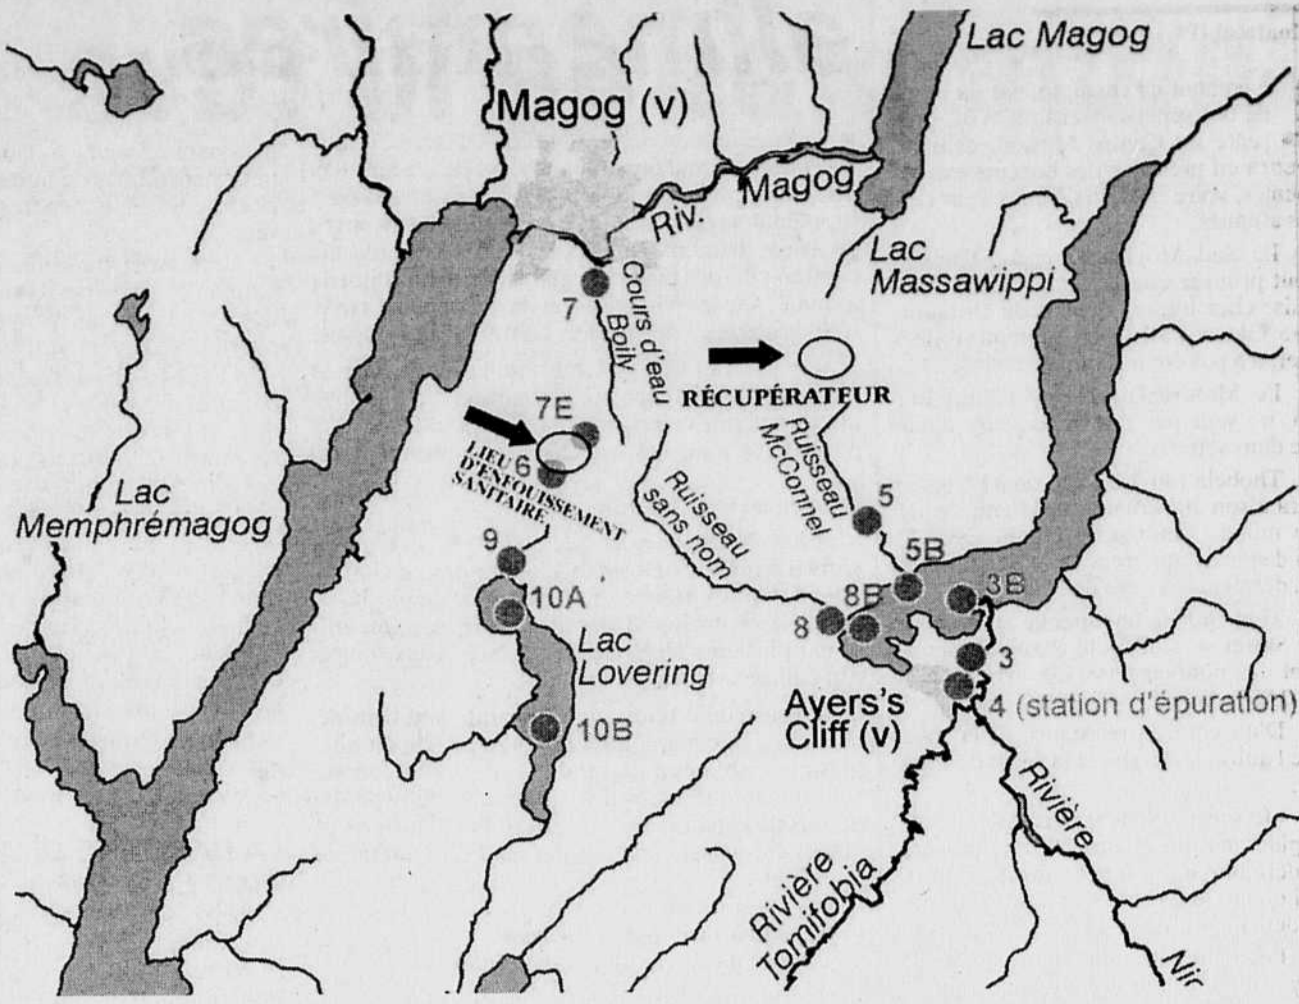 Lac Magog
Magog (v)
Magog
Riv.
Lac
Massawippi
7
Cours d'eau
Boily
RÉCUPÉRATEUR
7E
6
LIEU
D'ENFOUISSEMENT
SANITAIRE,
Ruisseau
McConnel
Ruisseau
sans nom
Lac
Memphrémagog
5
9
5B
10A
8B
3B
8
3
Lac
Lovering
Ayers's
Cliff (v)
4 (station d'épuration)
10B
Rivière
Rivière
Tomifobia